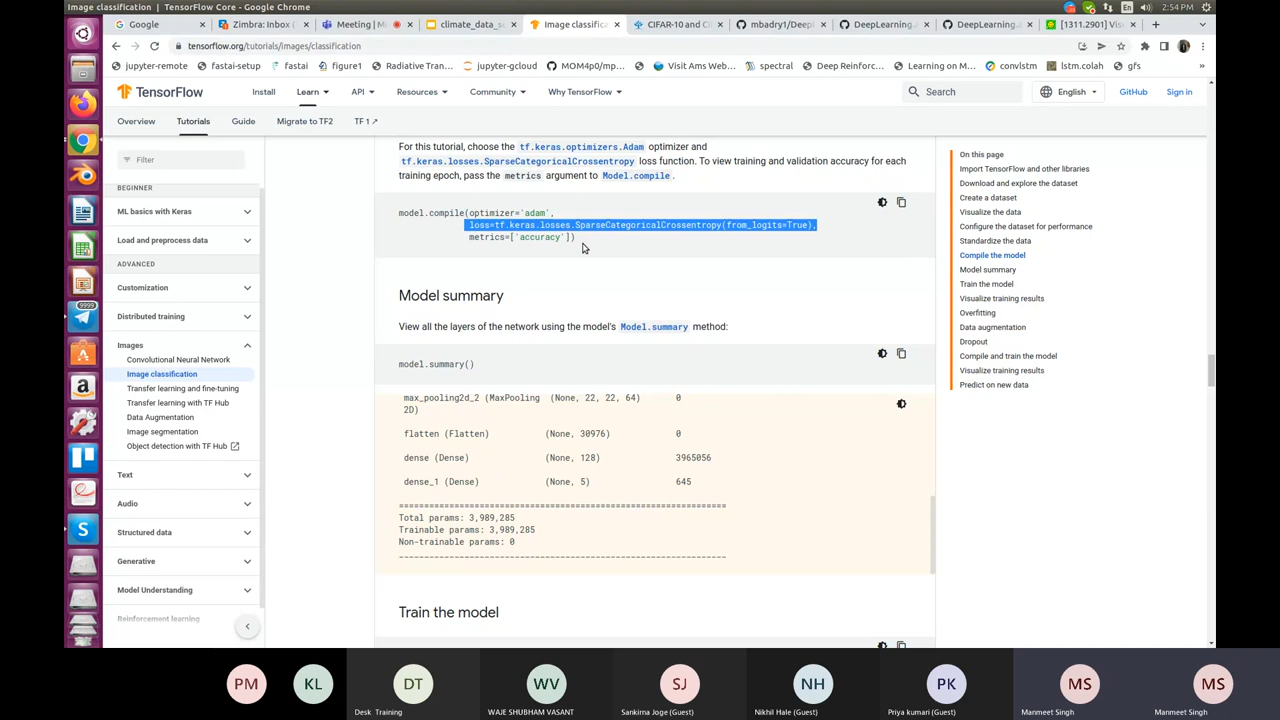 Image classification | TensorFlow Core - Google Chrome
En
2:54 PM
Google
Zimbra: Inbox (
Meeting | Mi
climate_data_sc
Image classifica
CIFAR-10 and CI
mbadry1/DeepL
DeepLearning.A
DeepLearning.A
[1311.2901] Vis
tensorflow.org/tutorials/images/classification
jupyter-remote
fastai-setup
fastai
figure1
Radiative Tran...
jupyter-gcloud
MOM4p0/mp...
Visit Ams Web...
spectral
Deep Reinforc...
Learning on M...
convlstm
lstm.colah
gfs
TensorFlow
Install
Learn
API
Resources
Community
Why TensorFlow
Search
English
GitHub
Sign in
Overview
Tutorials
Guide
Migrate to TF2
TF 1 ↗
Filter
BEGINNER
ML basics with Keras
Load and preprocess data
ADVANCED
Customization
Distributed training
Images
Convolutional Neural Network
Image classification
Transfer learning and fine-tuning
Transfer learning with TF Hub
Data Augmentation
Image segmentation
Object detection with TF Hub
Text
Audio
Structured data
Generative
Model Understanding
Reinforcement learning
For this tutorial, choose the tf.keras.optimizers.Adam optimizer and
tf.keras.losses.SparseCategoricalCrossentropy loss function. To view training and validation accuracy for each
training epoch, pass the metrics argument to Model.compile.
model.compile(optimizer='adam',
loss=tf.keras.losses.SparseCategoricalCrossentropy(from_logits=True),
metrics=['accuracy'])
Model summary
View all the layers of the network using the model's Model.summary method:
model.summary()
max_pooling2d_2 (MaxPooling (None, 22, 22, 64) 0
2D)
flatten (Flatten) (None, 30976) 0
dense (Dense) (None, 128) 3965056
dense_1 (Dense) (None, 5) 645
=================================================================
Total params: 3,989,285
Trainable params: 3,989,285
Non-trainable params: 0
_________________________________________________________________
Train the model
On this page
Import TensorFlow and other libraries
Download and explore the dataset
Create a dataset
Visualize the data
Configure the dataset for performance
Standardize the data
Compile the model
Model summary
Train the model
Visualize training results
Overfitting
Data augmentation
Dropout
Compile and train the model
Visualize training results
Predict on new data
9999
PM
KL
DT
WV
SJ
NH
PK
MS
MS
Desk Training
WAJE SHUBHAM VASANT
Sankirna Joge (Guest)
Nikhil Hale (Guest)
Priya kumari (Guest)
Manmeet Singh
Manmeet Singh